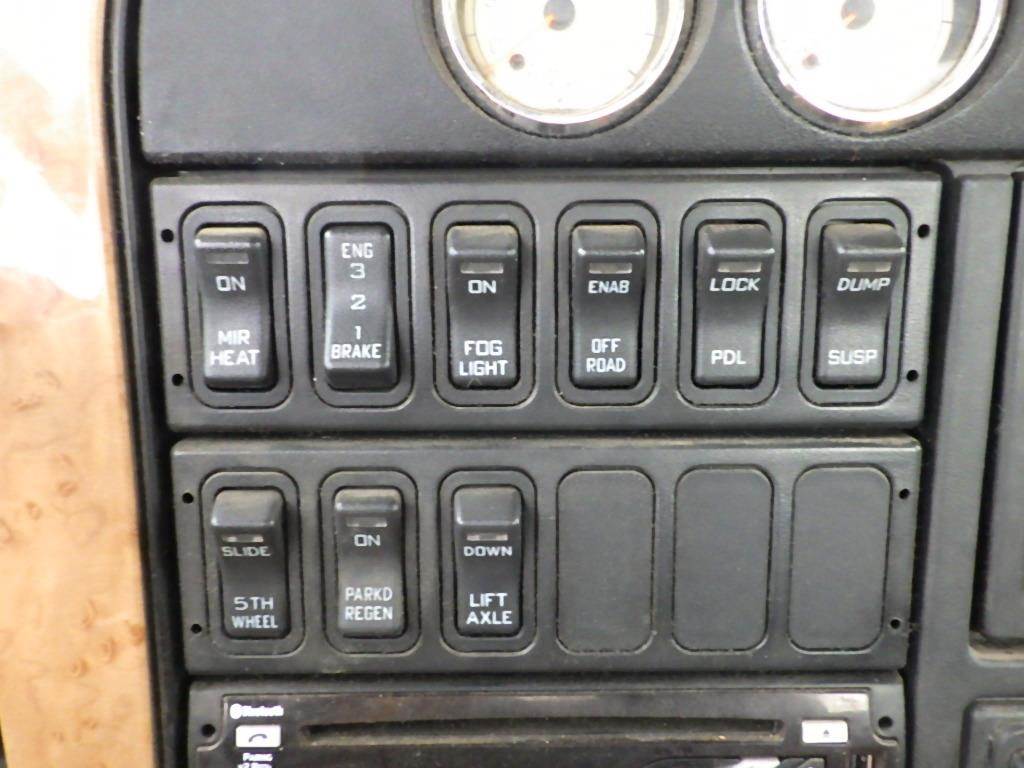 ON
MIR
HEAT
ENG
3
2
1
BRAKE
ON
FOG
LIGHT
ENAB
OFF
ROAD
LOCK
PDL
DUMP
SUSP
SLIDE
5TH
WHEEL
ON
PARKD
REGEN
DOWN
LIFT
AXLE
Bluetooth